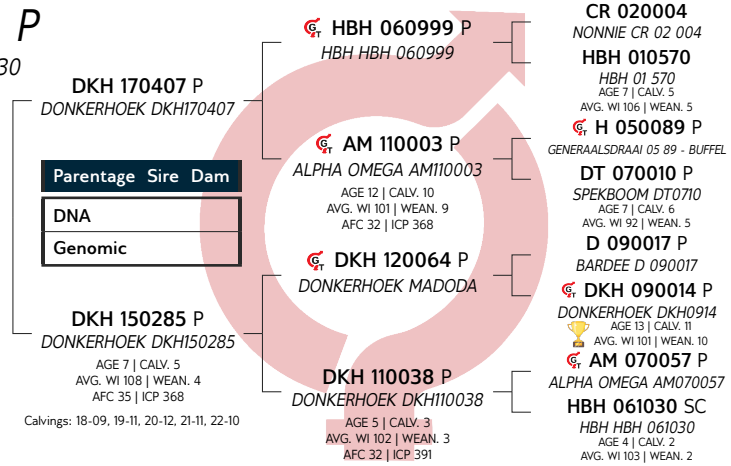 P
30
DKH 170407 P
DONKERHOEK DKH170407
Parentage Sire Dam
DNA
Genomic
DKH 150285 P
DONKERHOEK DKH150285
AGE 7 | CALV. 5
AVG. WI 108 | WEAN. 4
AFC 35 | ICP 368
Calvings: 18-09, 19-11, 20-12, 21-11, 22-10
GT HBH 060999 P
HBH HBH 060999
GT AM 110003 P
ALPHA OMEGA AM110003
AGE 12 | CALV. 10
AVG. WI 101 | WEAN. 9
AFC 32 | ICP 368
GT DKH 120064 P
DONKERHOEK MADODA
DKH 110038 P
DONKERHOEK DKH110038
AGE 5 | CALV. 3
AVG. WI 102 | WEAN. 3
AFC 32 | ICP 391
CR 020004
NONNIE CR 02 004
HBH 010570
HBH 01 570
AGE 7 | CALV. 5
AVG. WI 106 | WEAN. 5
GT H 050089 P
GENERAALSDRAAI 05 89 - BUFFEL
DT 070010 P
SPEKBOOM DT0710
AGE 7 | CALV. 6
AVG. WI 92 | WEAN. 5
D 090017 P
BARDEE D 090017
GT DKH 090014 P
DONKERHOEK DKH0914
AGE 13 | CALV. 11
AVG. WI 101 | WEAN. 10
GT AM 070057 P
ALPHA OMEGA AM070057
HBH 061030 SC
HBH HBH 061030
AGE 4 | CALV. 2
AVG. WI 103 | WEAN. 2